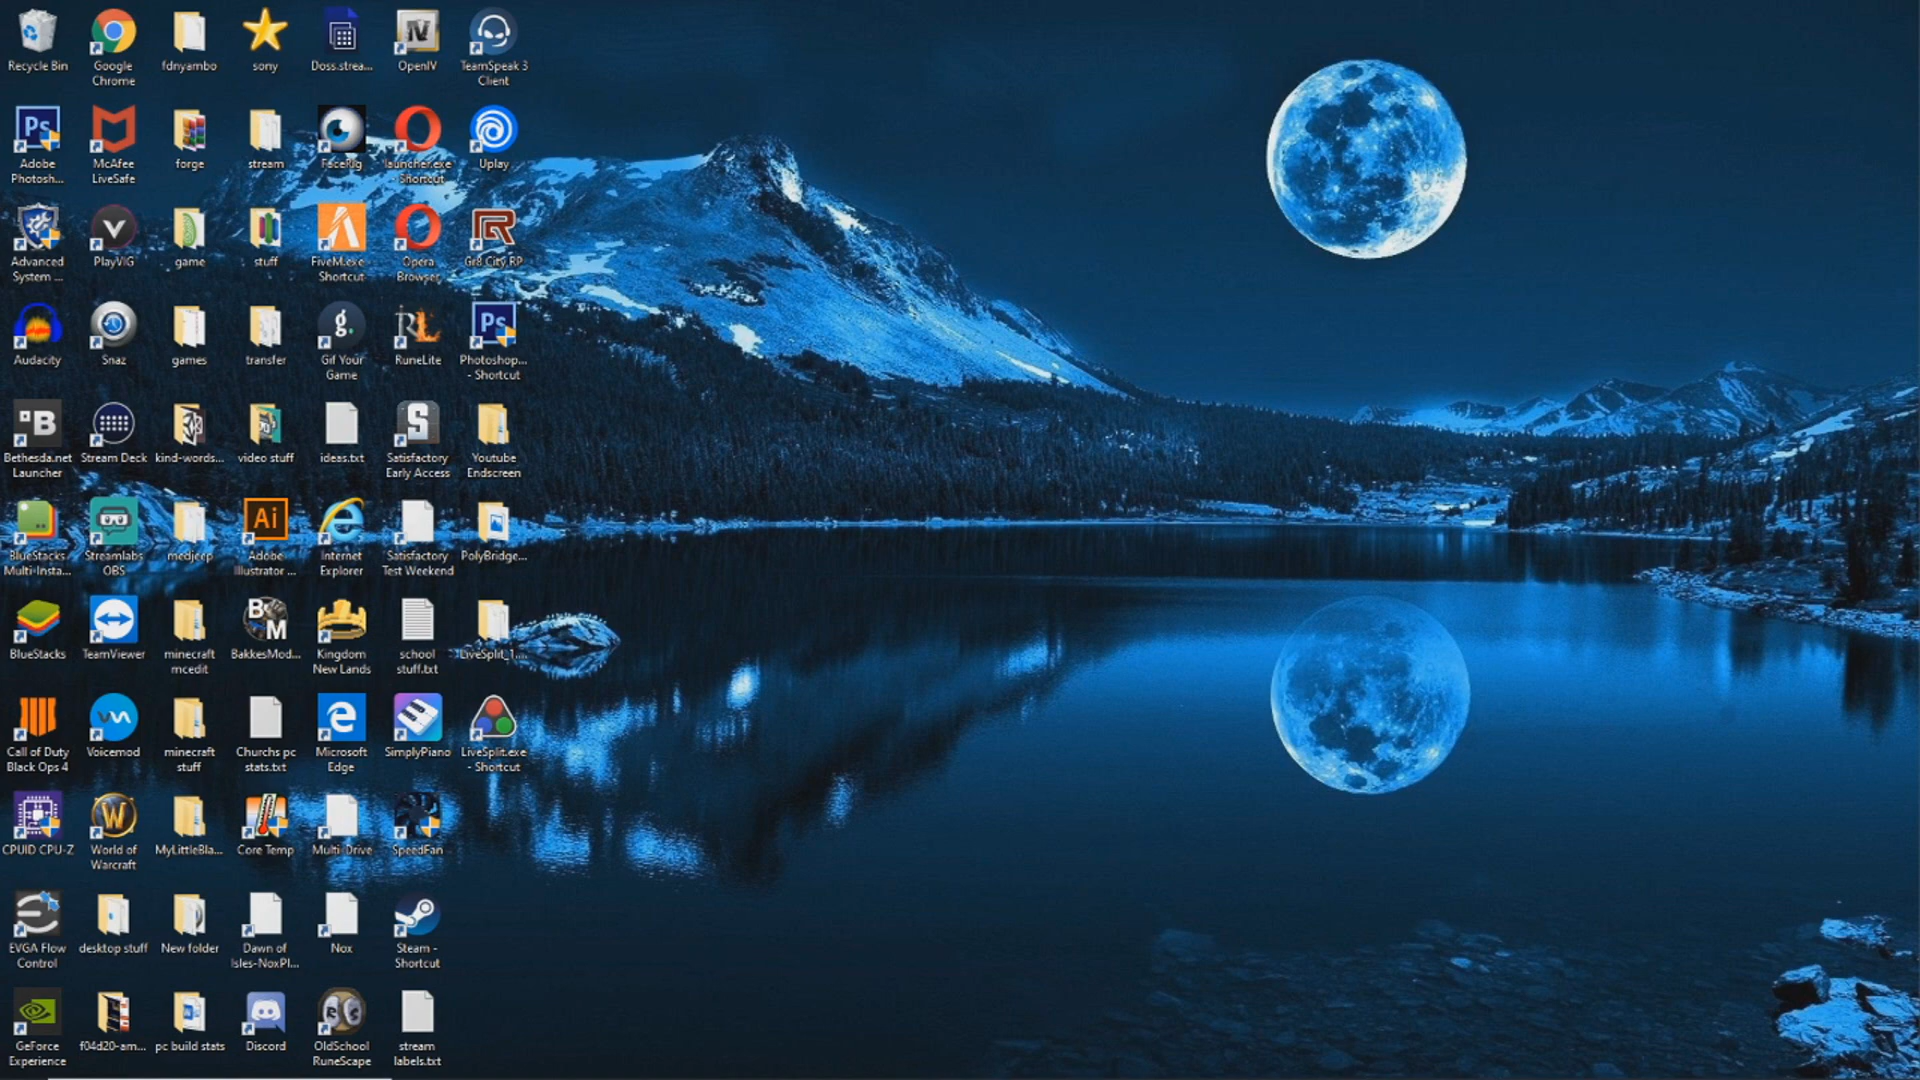 Recycle Bin
Google
Chrome
fdnyambo
sony
Doss.strea...
OpenIV
TeamSpeak 3
Client
Ps
Adobe
Photosh...
McAfee
LiveSafe
forge
stream
FaceRig
launcher.exe
- Shortcut
Uplay
Advanced
System ...
PlayVIG
game
stuff
FiveM.exe -
Shortcut
Opera
Browser
Gr8 City RP
Audacity
Snaz
games
transfer
g.
Gif Your
Game
RL
RuneLite
Ps
Photoshop...
- Shortcut
B
Bethesda.net
Launcher
Stream Deck
kind-words...
video stuff
ideas.txt
S
Satisfactory
Early Access
Youtube
Endscreen
BlueStacks
Multi-Insta...
Streamlabs
OBS
medjeep
Ai
Adobe
Illustrator ...
Internet
Explorer
Satisfactory
Test Weekend
PolyBridge...
BlueStacks
TeamViewer
minecraft
mcedit
B
M
BakkesMod...
Kingdom
New Lands
school
stuff.txt
LiveSplit_1....
Call of Duty
Black Ops 4
Voicemod
minecraft
stuff
Churchs pc
stats.txt
Microsoft
Edge
SimplyPiano
LiveSplit.exe
- Shortcut
CPUID CPU-Z
W
World of
Warcraft
MyLittleBla...
Core Temp
Multi-Drive
SpeedFan
EVGA Flow
Control
desktop stuff
New folder
Dawn of
Isles-NoxPl...
Nox
Steam -
Shortcut
GeForce
Experience
f04d20-am...
pc build stats
Discord
OldSchool
RuneScape
stream
labels.txt